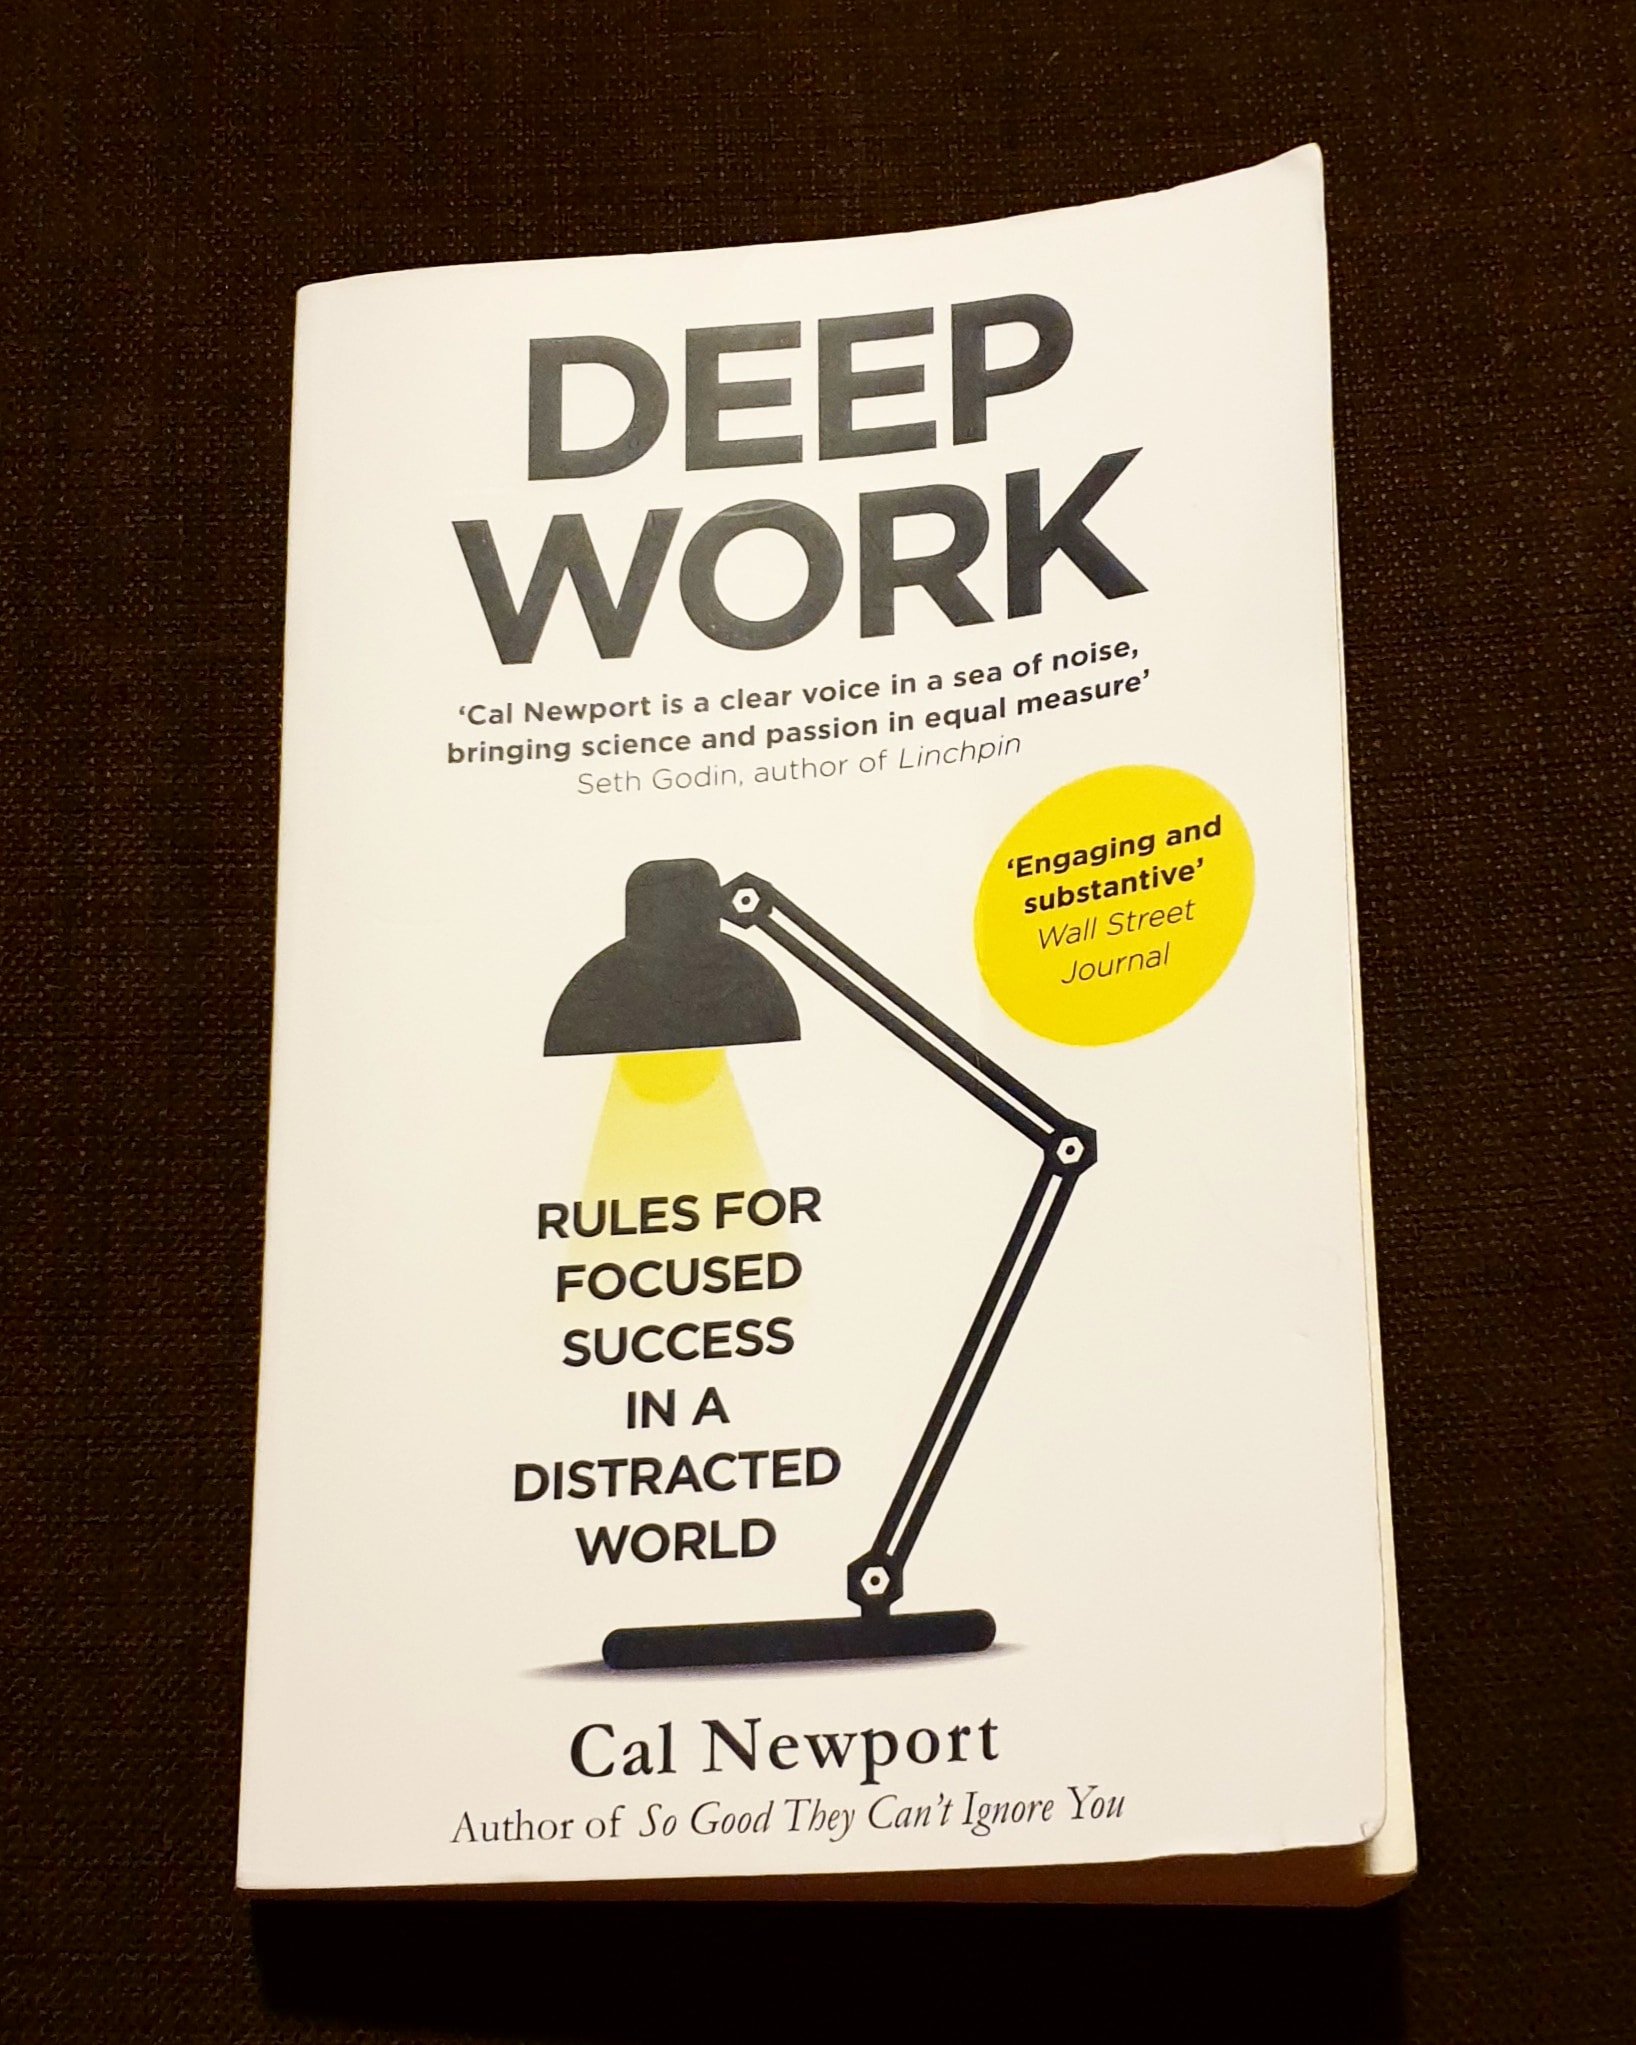 DEEP
WORK
‘Cal Newport is a clear voice in a sea of noise,
bringing science and passion in equal measure’
Seth Godin, author of Linchpin
‘Engaging and
substantive’
Wall Street
Journal
RULES FOR
FOCUSED
SUCCESS
IN A
DISTRACTED
WORLD
Cal Newport
Author of So Good They Can’t Ignore You